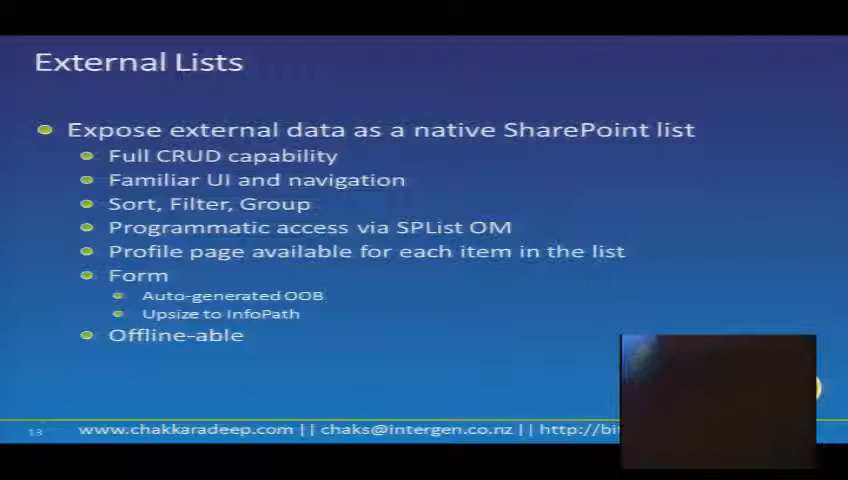 External Lists
Expose external data as a native SharePoint list
Full CRUD capability
Familiar UI and navigation
Sort, Filter, Group
Programmatic access via SPList OM
Profile page available for each item in the list
Form
Auto-generated OOB
Upsize to InfoPath
Offline-able
13 www.chakkaradeep.com || chaks@intergen.co.nz || http://bit